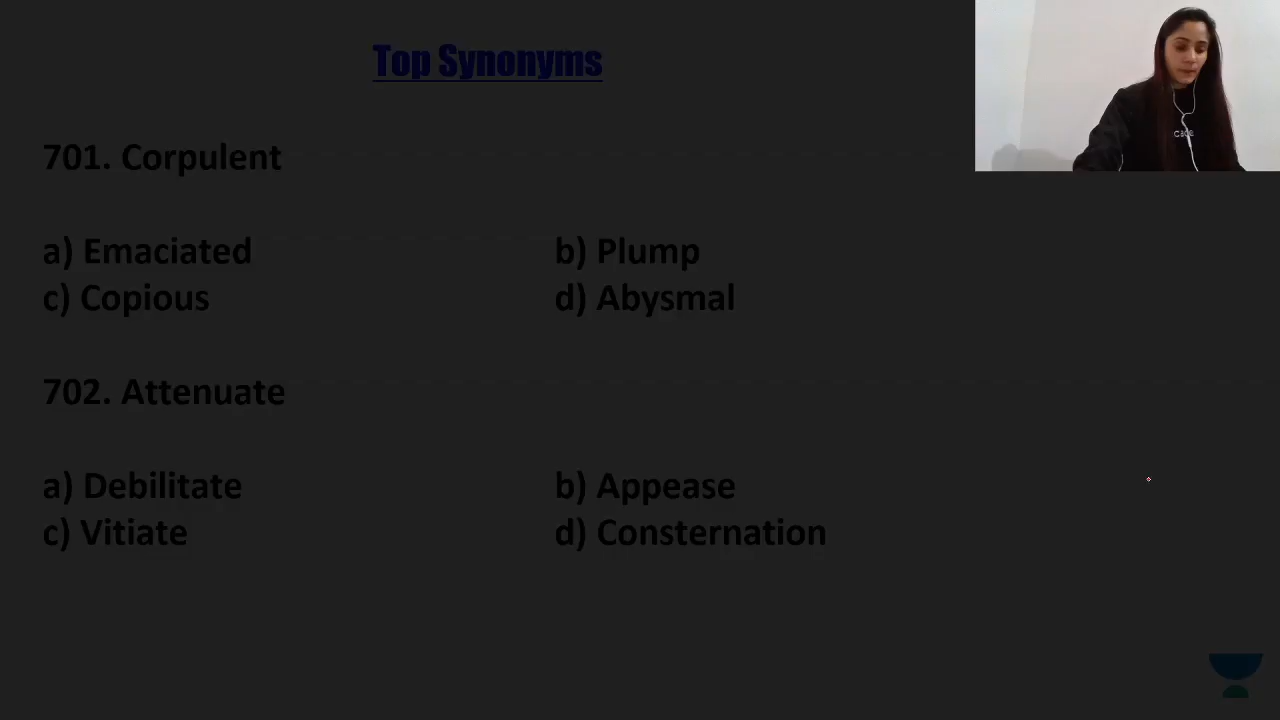 Top Synonyms
701. Corpulent
a) Emaciated b) Plump
c) Copious d) Abysmal
702. Attenuate
a) Debilitate b) Appease
c) Vitiate d) Consternation